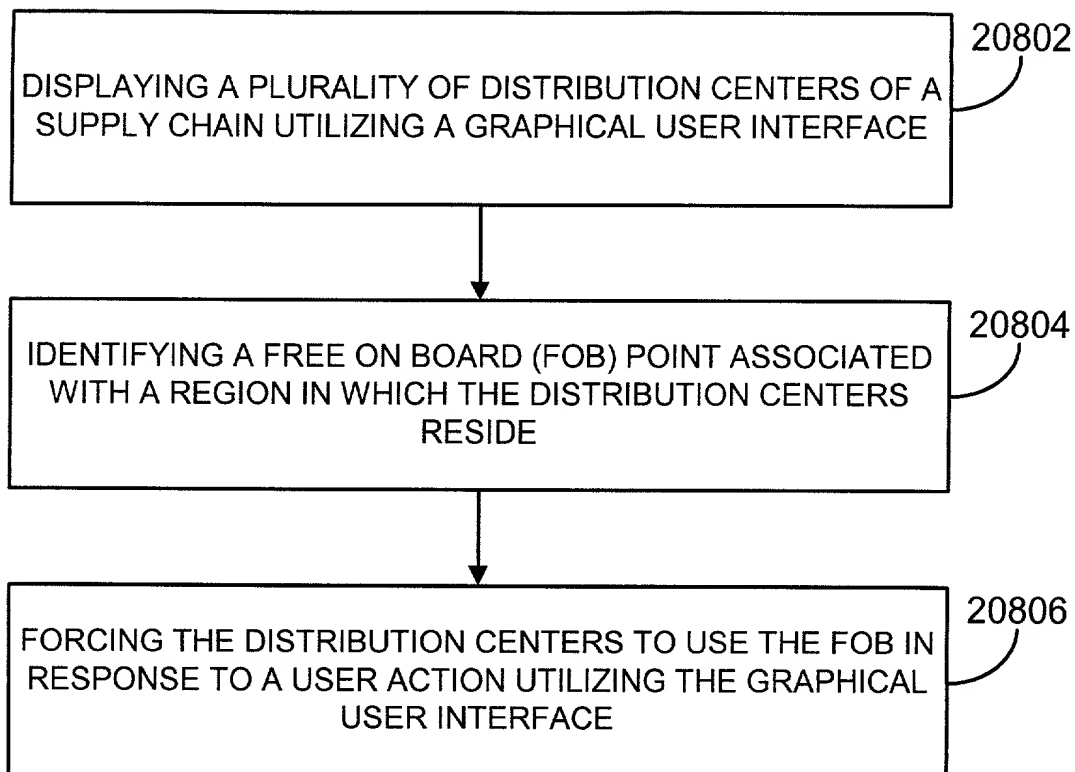 20802
DISPLAYING A PLURALITY OF DISTRIBUTION CENTERS OF A
SUPPLY CHAIN UTILIZING A GRAPHICAL USER INTERFACE
20804
IDENTIFYING A FREE ON BOARD (FOB) POINT ASSOCIATED
WITH A REGION IN WHICH THE DISTRIBUTION CENTERS
RESIDE
20806
FORCING THE DISTRIBUTION CENTERS TO USE THE FOB IN
RESPONSE TO A USER ACTION UTILIZING THE GRAPHICAL
USER INTERFACE